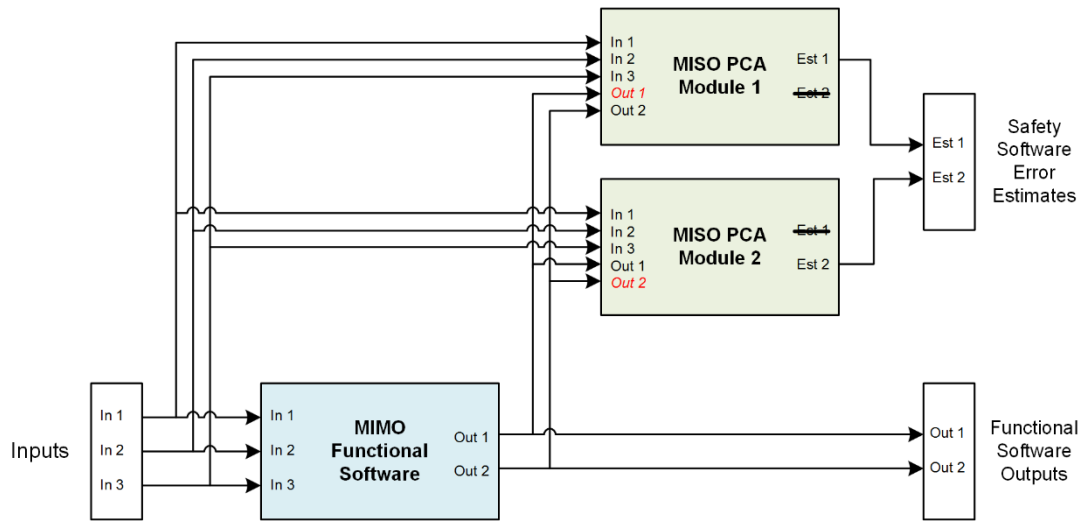 In 1
In 2
In 3
Out 1
Out 2
MISO PCA
Module 1
Est 1
Est 2
Est 1
Est 2
Safety
Software
Error
Estimates
In 1
In 2
In 3
Out 1
Out 2
MISO PCA
Module 2
Est 1
Est 2
Inputs
In 1
In 2
In 3
In 1
In 2
In 3
MIMO
Functional
Software
Out 1
Out 2
Out 1
Out 2
Functional
Software
Outputs